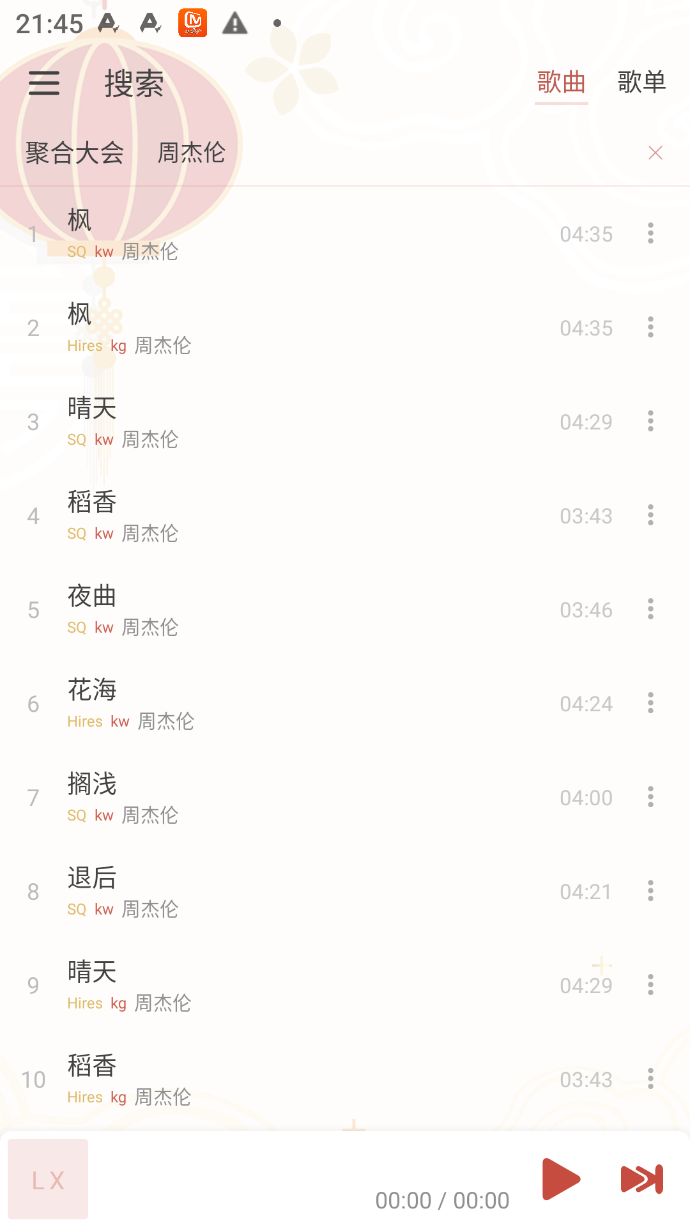 21:45
搜索 歌曲 歌单
聚合大会 周杰伦
1 枫 04:35
SQ kw 周杰伦
2 枫 04:35
Hires kg 周杰伦
3 晴天 04:29
SQ kw 周杰伦
4 稻香 03:43
SQ kw 周杰伦
5 夜曲 03:46
SQ kw 周杰伦
6 花海 04:24
Hires kw 周杰伦
7 搁浅 04:00
SQ kw 周杰伦
8 退后 04:21
SQ kw 周杰伦
9 晴天 04:29
Hires kg 周杰伦
10 稻香 03:43
Hires kg 周杰伦
L X
00:00 / 00:00